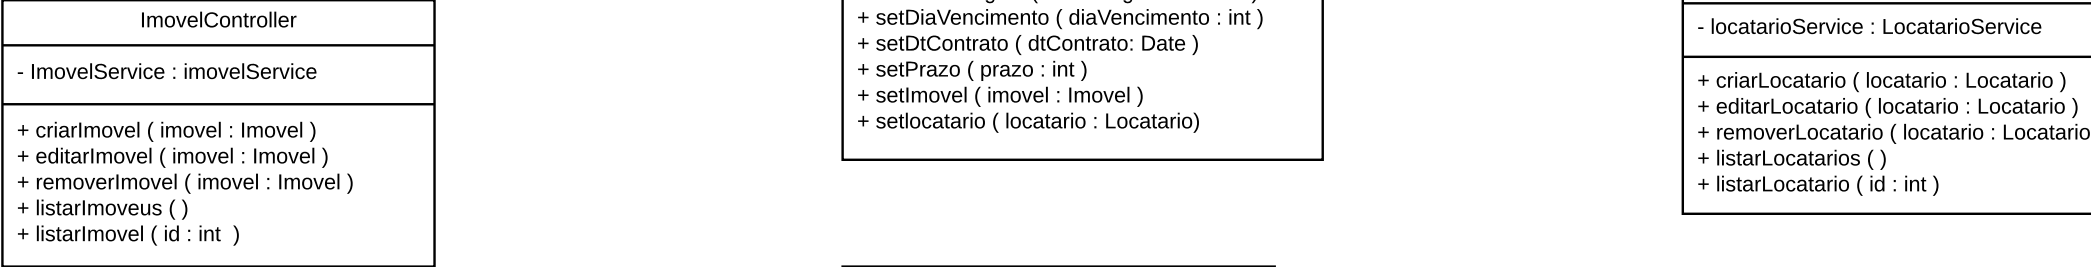 ImovelController
- ImovelService : imovelService
+ criarImovel ( imovel : Imovel )
+ editarImovel ( imovel : Imovel )
+ removerImovel ( imovel : Imovel )
+ listarImoveus ( )
+ listarImovel ( id : int  )
+ setDiaVencimento ( diaVencimento : int )
+ setDtContrato ( dtContrato: Date )
+ setPrazo ( prazo : int )
+ setImovel ( imovel : Imovel )
+ setlocatario ( locatario : Locatario)
- locatarioService : LocatarioService
+ criarLocatario ( locatario : Locatario )
+ editarLocatario ( locatario : Locatario )
+ removerLocatario ( locatario : Locatario
+ listarLocatarios ( )
+ listarLocatario ( id : int )